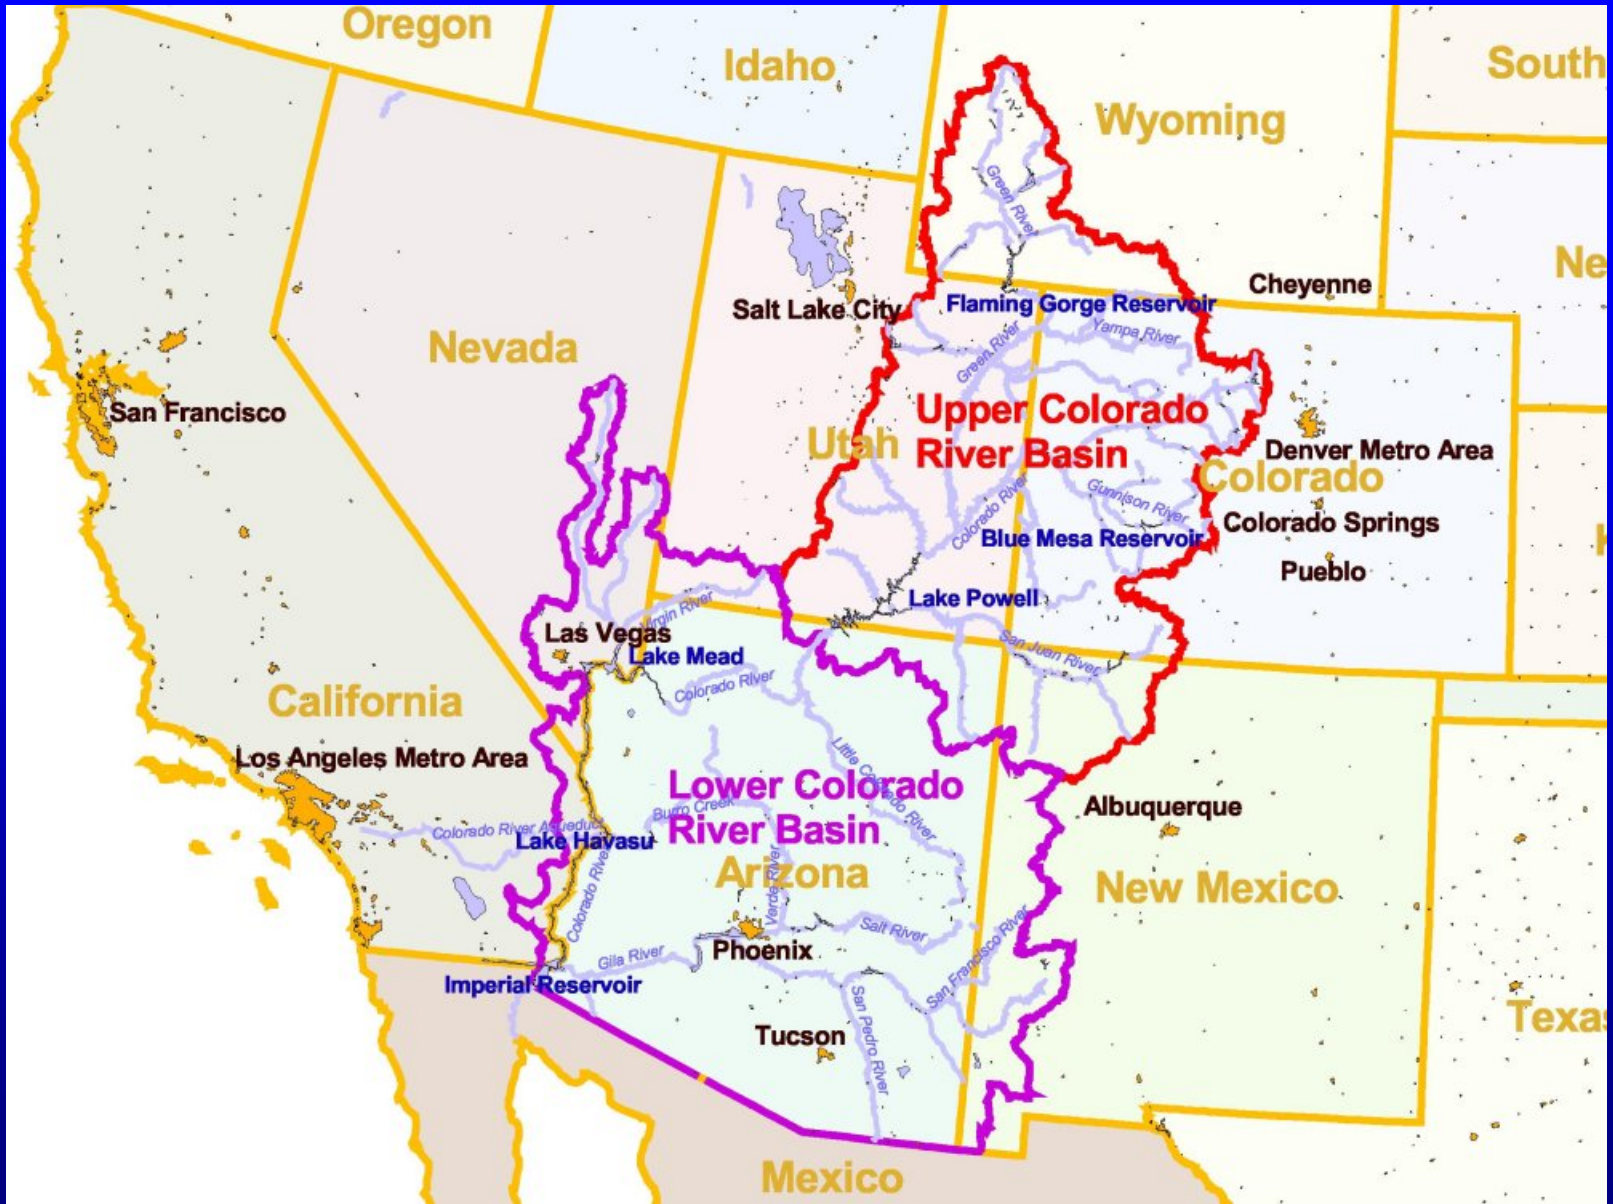 Oregon
Idaho
South
Wyoming
Green River
Ne
Cheyenne
Salt Lake City
Flaming Gorge Reservoir
Yampa River
Green River
Nevada
San Francisco
Upper Colorado
River Basin
Utah
Denver Metro Area
Colorado
Gunnison River
Colorado River
Colorado Springs
Blue Mesa Reservoir
Pueblo
Lake Powell
Virgin River
Las Vegas
San Juan River
Lake Mead
Colorado River
California
Los Angeles Metro Area
Little Colorado River
Lower Colorado
River Basin
Burro Creek
Albuquerque
Colorado River Aqueduct
Lake Havasu
Arizona
New Mexico
Colorado River
Verde River
Salt River
Phoenix
San Francisco River
Gila River
Imperial Reservoir
San Pedro River
Texas
Tucson
Mexico